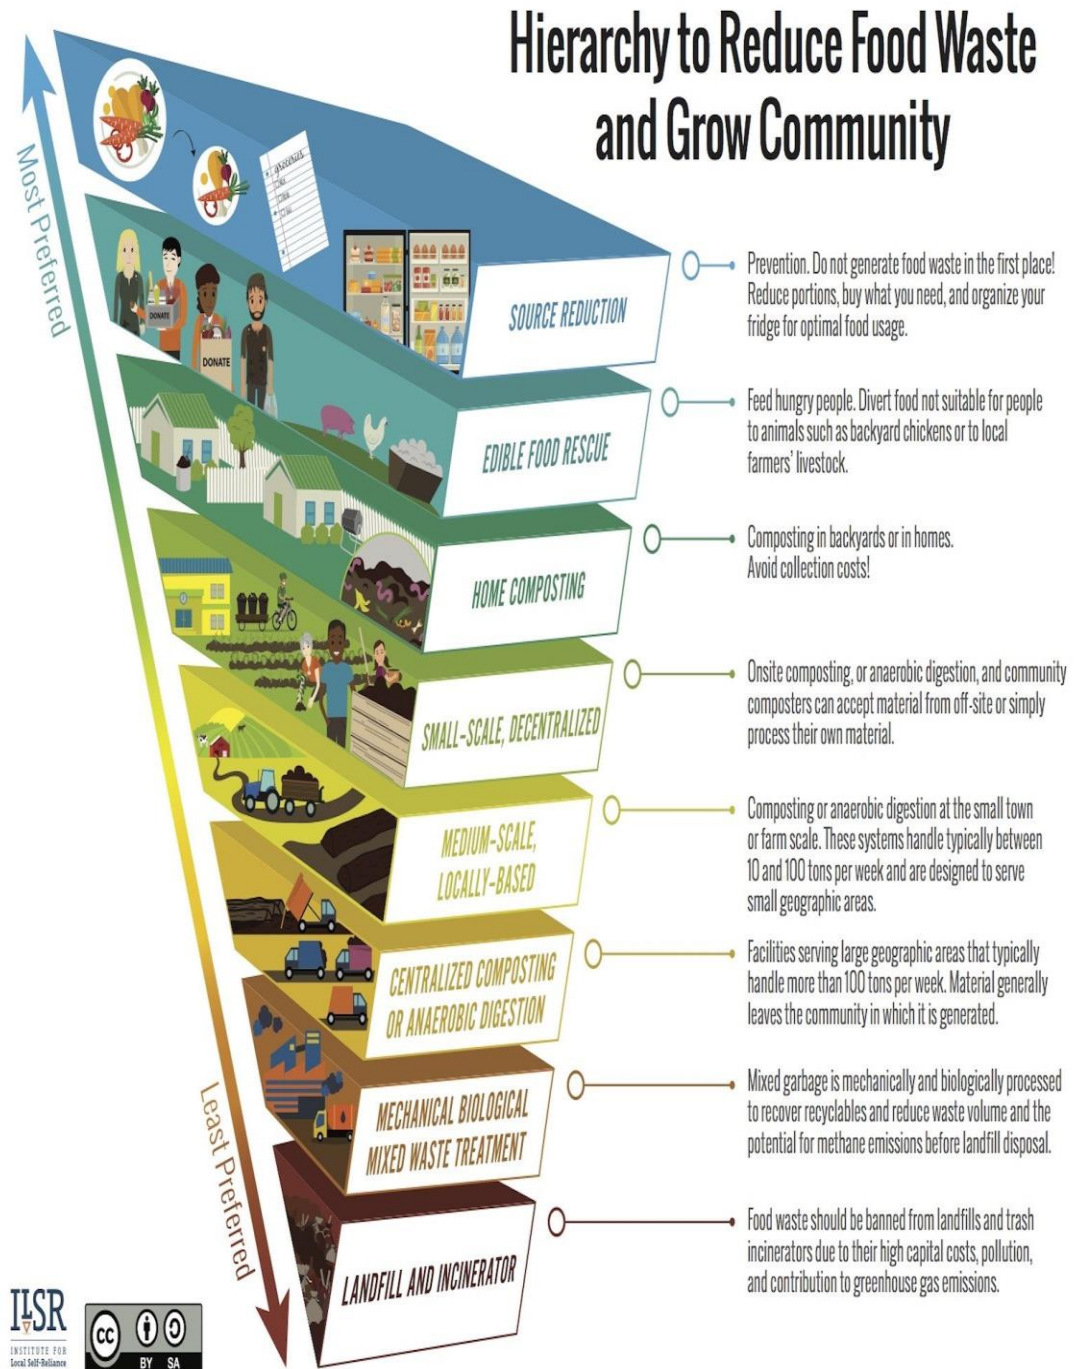 Hierarchy to Reduce Food Waste
and Grow Community
Most Preferred
groceries
DONATE
DONATE
SOURCE REDUCTION
Prevention. Do not generate food waste in the first place!
Reduce portions, buy what you need, and organize your
fridge for optimal food usage.
EDIBLE FOOD RESCUE
Feed hungry people. Divert food not suitable for people
to animals such as backyard chickens or to local
farmers' livestock.
HOME COMPOSTING
Composting in backyards or in homes.
Avoid collection costs!
SMALL-SCALE, DECENTRALIZED
Onsite composting, or anaerobic digestion, and community
composters can accept material from off-site or simply
process their own material.
MEDIUM-SCALE,
LOCALLY-BASED
Composting or anaerobic digestion at the small town
or farm scale. These systems handle typically between
10 and 100 tons per week and are designed to serve
small geographic areas.
CENTRALIZED COMPOSTING
OR ANAEROBIC DIGESTION
Facilities serving large geographic areas that typically
handle more than 100 tons per week. Material generally
leaves the community in which it is generated.
MECHANICAL BIOLOGICAL
MIXED WASTE TREATMENT
Mixed garbage is mechanically and biologically processed
to recover recyclables and reduce waste volume and the
potential for methane emissions before landfill disposal.
Least Preferred
LANDFILL AND INCINERATOR
Food waste should be banned from landfills and trash
incinerators due to their high capital costs, pollution,
and contribution to greenhouse gas emissions.
ILSR
INSTITUTE FOR
Local Self-Reliance
cc
BY SA